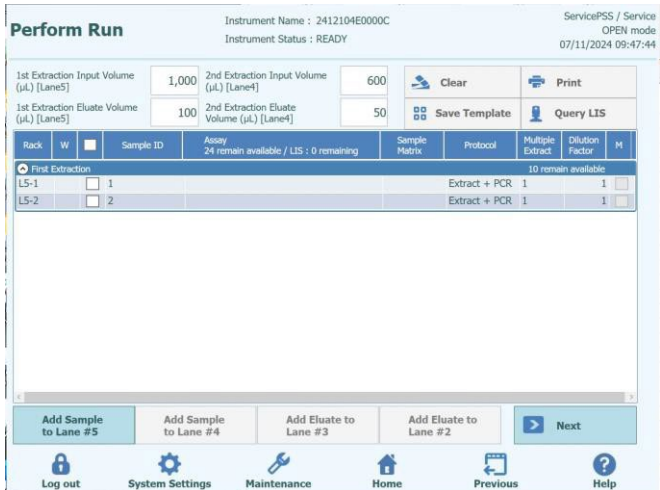 Perform Run
Instrument Name : 2412104E0000C
Instrument Status : READY
ServicePSS / Service
OPEN mode
07/11/2024 09:47:44
1st Extraction Input Volume
(μL) [Lane5]
1,000
2nd Extraction Input Volume
(μL) [Lane4]
600
Clear
Print
1st Extraction Eluate Volume
(μL) [Lane5]
100
2nd Extraction Eluate
Volume (μL) [Lane4]
50
Save Template
Query LIS
Rack W Sample ID Assay
24 remain available / LIS : 0 remaining
Sample
Matrix
Protocol
Multiple
Extract
Dilution
Factor
M
First Extraction 10 remain available
L5-1 1 Extract + PCR 1 1
L5-2 2 Extract + PCR 1 1
Add Sample
to Lane #5
Add Sample
to Lane #4
Add Eluate to
Lane #3
Add Eluate to
Lane #2
Next
Log out System Settings Maintenance Home Previous Help